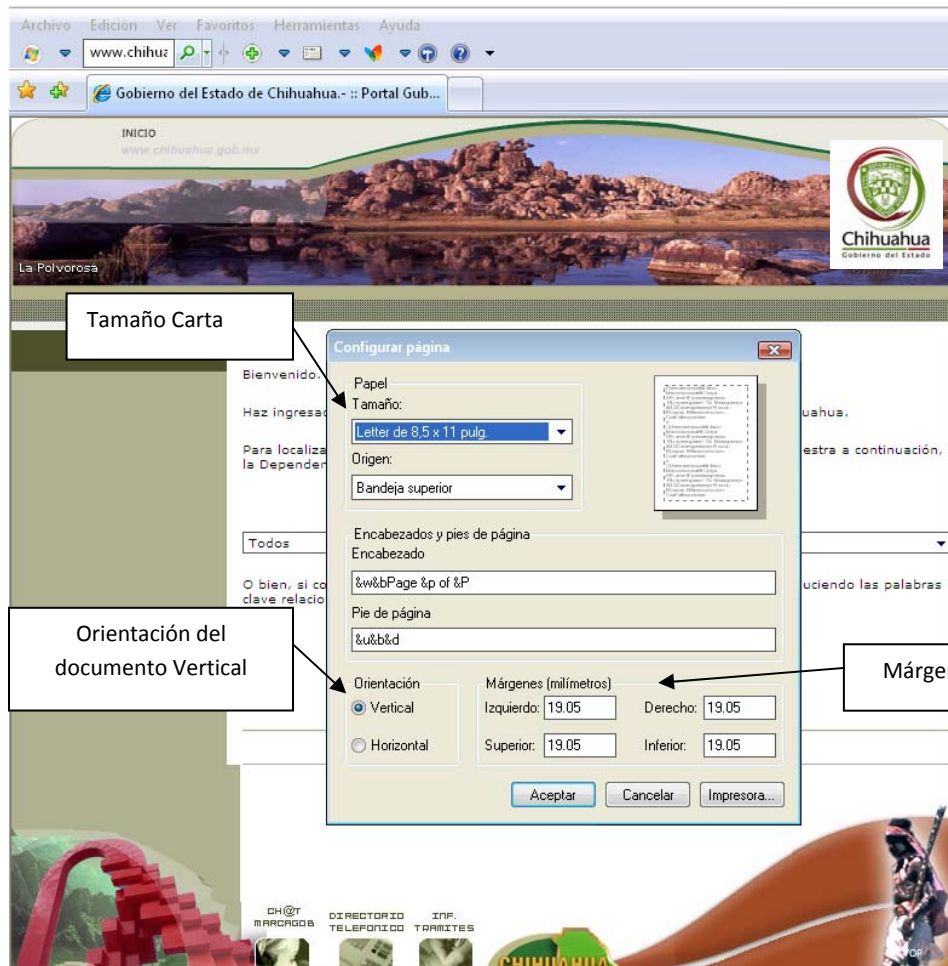 Archivo Edición Ver Favoritos Herramientas Ayuda
www.chihua
Gobierno del Estado de Chihuahua.- :: Portal Gub...
INICIO
www.chihuahua.gob.mx
La Polvorosa
Chihuahua
Gobierno del Estado
Tamaño Carta
Configurar página
Bienvenido.
Papel
Tamaño:
Haz ingresad
uahua.
Letter de 8,5 x 11 pulg.
Para localiza
estra a continuación,
la Dependen
Origen:
Bandeja superior
Todos
Encabezados y pies de página
Encabezado
&w&bPage &p of &P
O bien, si co
uciendo las palabras
clave relacio
Pie de página
&u&b&d
Orientación del
documento Vertical
Márge
Orientación
Vertical
Horizontal
Márgenes (milímetros)
Izquierdo: 19.05 Derecho: 19.05
Superior: 19.05 Inferior: 19.05
Aceptar Cancelar Impresora...
CH@T
MARCAGOB
DIRECTORIO
TELEFONICO
INF.
TRAMITES
CHIHUAHUA